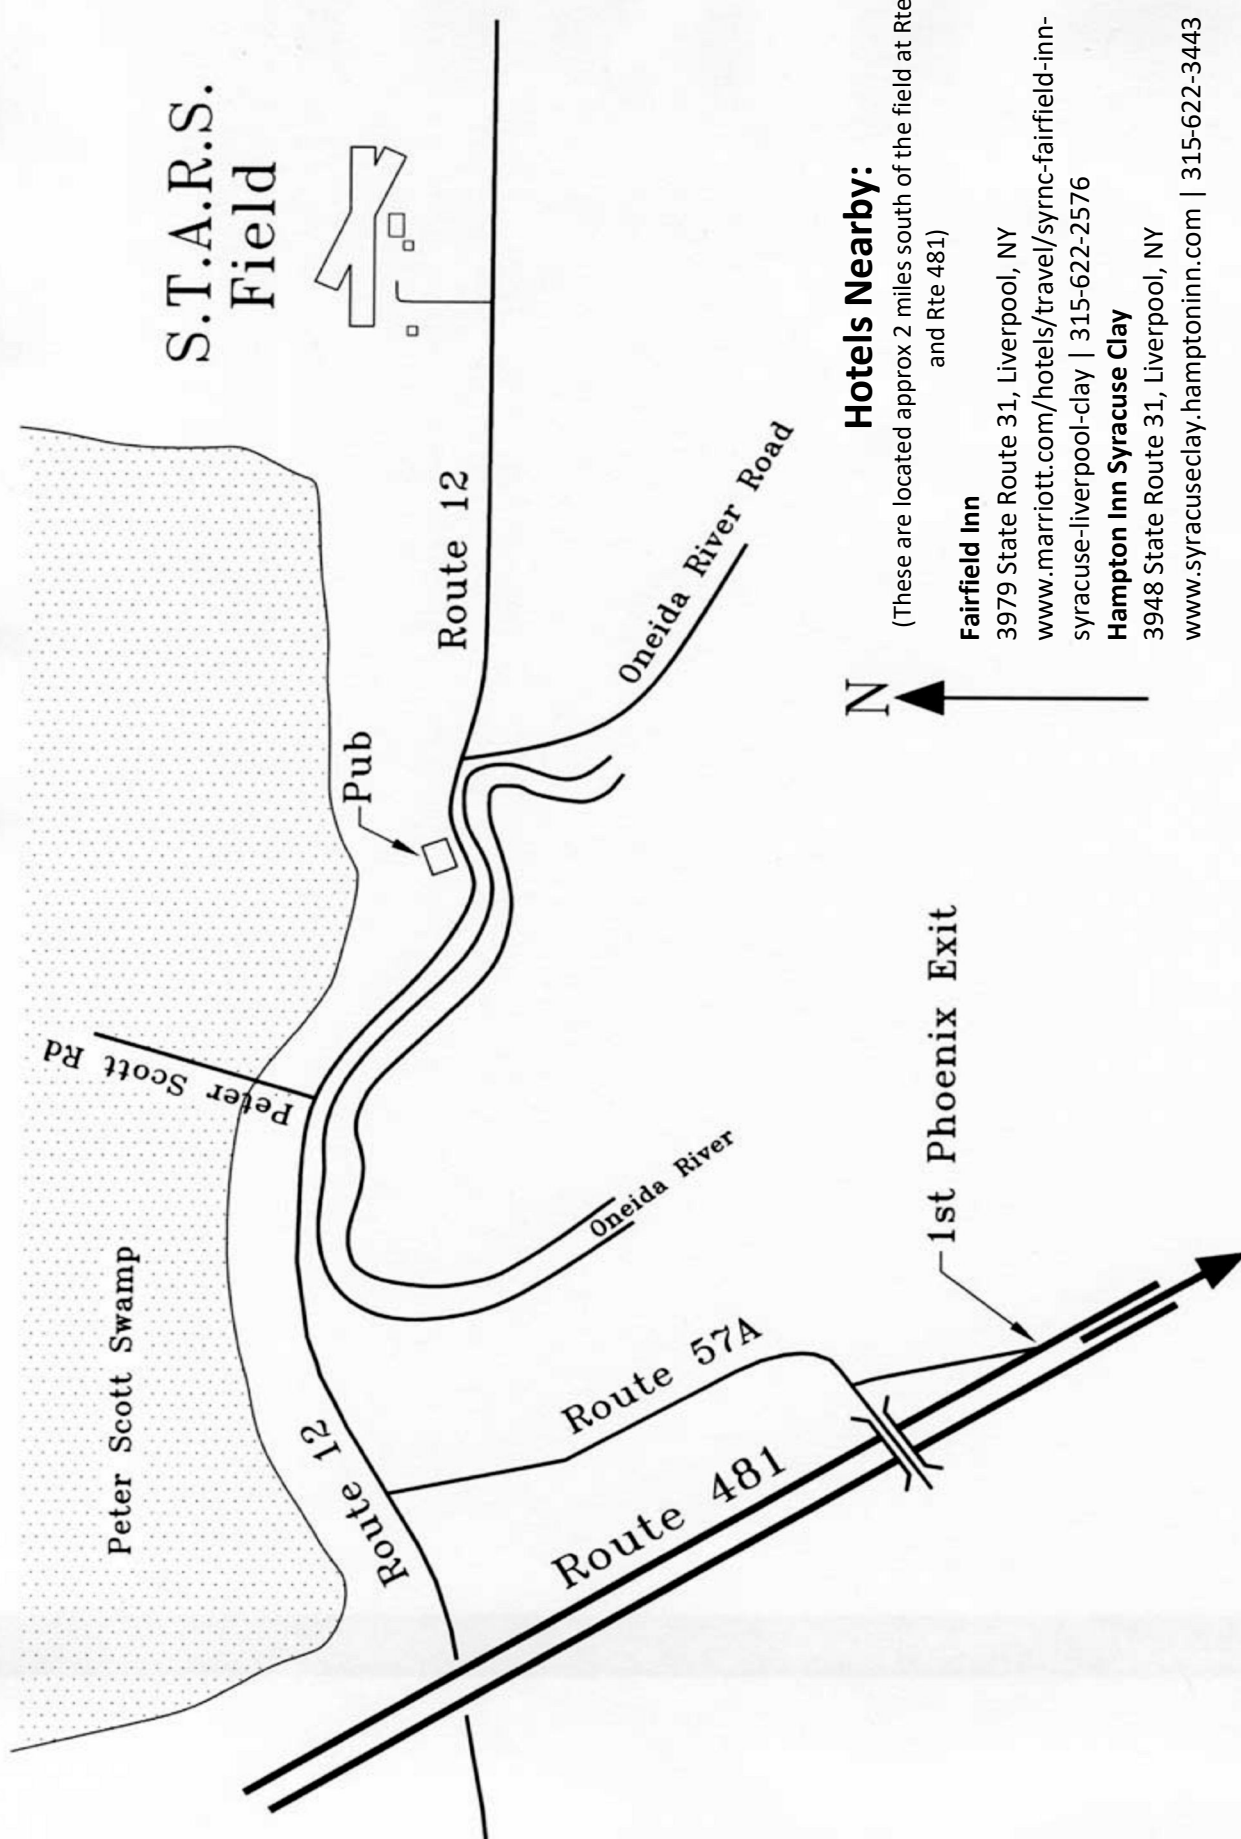 S.T.A.R.S.
Field
Peter Scott Swamp
Peter Scott Rd
Pub
Route 12
Route 12
Oneida River Road
Oneida River
Route 57A
Route 481
1st Phoenix Exit
N
Hotels Nearby:
(These are located approx 2 miles south of the field at Rte
and Rte 481)
Fairfield Inn
3979 State Route 31, Liverpool, NY
www.marriott.com/hotels/travel/syrnc-fairfield-inn-
syracuse-liverpool-clay | 315-622-2576
Hampton Inn Syracuse Clay
3948 State Route 31, Liverpool, NY
www.syracuseclay.hamptoninn.com | 315-622-3443